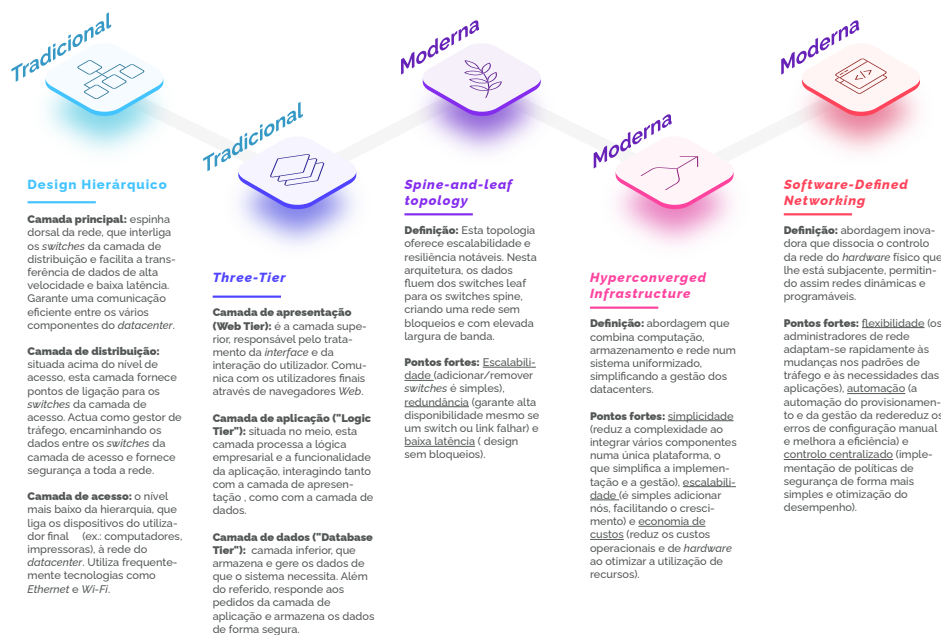 Tradicional
Design Hierárquico
Camada principal: espinha
dorsal da rede, que interliga
os switches da camada de
distribuição e facilita a trans-
ferência de dados de alta
velocidade e baixa latência.
Garante uma comunicação
eficiente entre os vários
componentes do datacenter.
Camada de distribuição:
situada acima do nível de
acesso, esta camada fornece
pontos de ligação para os
switches da camada de
acesso. Actua como gestor de
tráfego, encaminhando os
dados entre os switches da
camada de acesso e fornece
segurança a toda a rede.
Camada de acesso: o nível
mais baixo da hierarquia, que
liga os dispositivos do utiliza-
dor final (ex.: computadores,
impressoras), à rede do
datacenter. Utiliza frequente-
mente tecnologias como
Ethernet e Wi-Fi.
Tradicional
Three-Tier
Camada de apresentação
(Web Tier): é a camada supe-
rior, responsável pelo trata-
mento da interface e da
interação do utilizador. Comu-
nica com os utilizadores finais
através de navegadores Web.
Camada de aplicação ("Logic
Tier"): situada no meio, esta
camada processa a lógica
empresarial e a funcionalidade
da aplicação, interagindo tanto
com a camada de apresen-
tação , como com a camada de
dados.
Camada de dados ("Database
Tier"): camada inferior, que
armazena e gere os dados de
que o sistema necessita. Além
do referido, responde aos
pedidos da camada de
aplicação e armazena os dados
de forma segura.
Moderna
Spine-and-leaf
topology
Definição: Esta topologia
oferece escalabilidade e
resiliência notáveis. Nesta
arquitetura, os dados
fluem dos switches leaf
para os switches spine,
criando uma rede sem
bloqueios e com elevada
largura de banda.
Pontos fortes: Escalabili-
dade (adicionar/remover
switches é simples),
redundância (garante alta
disponibilidade mesmo se
um switch ou link falhar) e
baixa latência ( design
sem bloqueios).
Moderna
Hyperconverged
Infrastructure
Definição: abordagem que
combina computação,
armazenamento e rede num
sistema uniformizado,
simplificando a gestão dos
datacenters.
Pontos fortes: simplicidade
(reduz a complexidade ao
integrar vários componentes
numa única plataforma, o
que simplifica a implemen-
tação e a gestão), escalabili-
dade (é simples adicionar
nós, facilitando o cresci-
mento) e economia de
custos (reduz os custos
operacionais e de hardware
ao otimizar a utilização de
recursos).
Moderna
Software-Defined
Networking
Definição: abordagem inova-
dora que dissocia o controlo
da rede do hardware físico que
lhe está subjacente, permitin-
do assim redes dinâmicas e
programáveis.
Pontos fortes: flexibilidade (os
administradores de rede
adaptam-se rapidamente às
mudanças nos padrões de
tráfego e às necessidades das
aplicações), automação (a
automação do provisionamen-
to e da gestão da redereduz os
erros de configuração manual
e melhora a eficiência) e
controlo centralizado (imple-
mentação de políticas de
segurança de forma mais
simples e otimização do
desempenho).